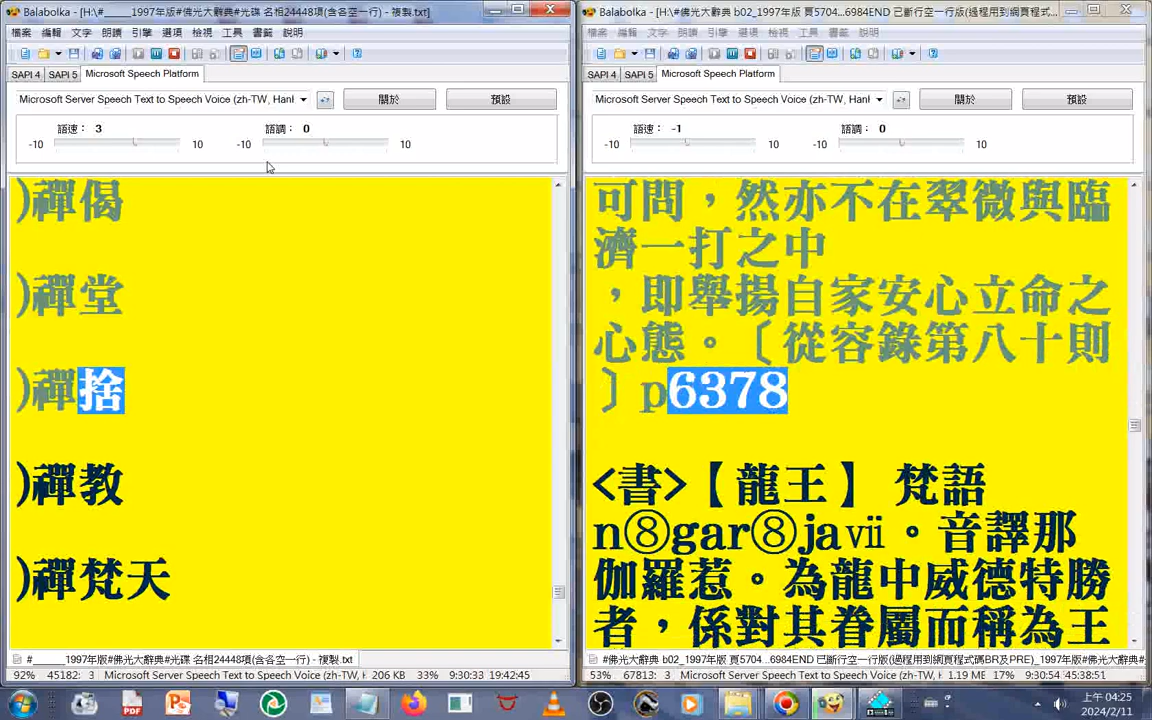 Balabolka - [H:\#_____1997年版#佛光大辭典#光碟 名相24448項(含各空一行) - 複製.txt]
檔案 編輯 文字 朗讀 引擎 選項 檢視 工具 書籤 說明
SAPI 4 SAPI 5 Microsoft Speech Platform
Microsoft Server Speech Text to Speech Voice (zh-TW, HanH 關於 預設
語速： 3 語調： 0
-10 10 -10 10
)禪偈
)禪堂
)禪捨
)禪教
)禪梵天
#_____1997年版#佛光大辭典#光碟 名相24448項(含各空一行) - 複製.txt
92% 45182: 3 Microsoft Server Speech Text to Speech Voice (zh-TW, H 206 KB 33% 9:30:33 19:42:45
Balabolka - [H:\#佛光大辭典 b02_1997年版 頁5704...6984END 已斷行空一行版(過程用到網頁程式...
檔案 編輯 文字 朗讀 引擎 選項 檢視 工具 書籤 說明
SAPI 4 SAPI 5 Microsoft Speech Platform
Microsoft Server Speech Text to Speech Voice (zh-TW, HanH 關於 預設
語速： -1 語調： 0
-10 10 -10 10
可問，然亦不在翠微與臨
濟一打之中
，即舉揚自家安心立命之
心態。〔從容錄第八十則
〕p6378
<書>【龍王】 梵語
n⑧gar⑧javⅱ。音譯那
伽羅惹。為龍中威德特勝
者，係對其眷屬而稱為王
#佛光大辭典 b02_1997年版 頁5704...6984END 已斷行空一行版(過程用到網頁程式碼BR及PRE)_1997年版#
53% 67813: 3 Microsoft Server Speech Text to Speech Voice (zh-TW, H 1.19 ME 17% 9:30:54 45:38:51
上午 04:25
2024/2/11